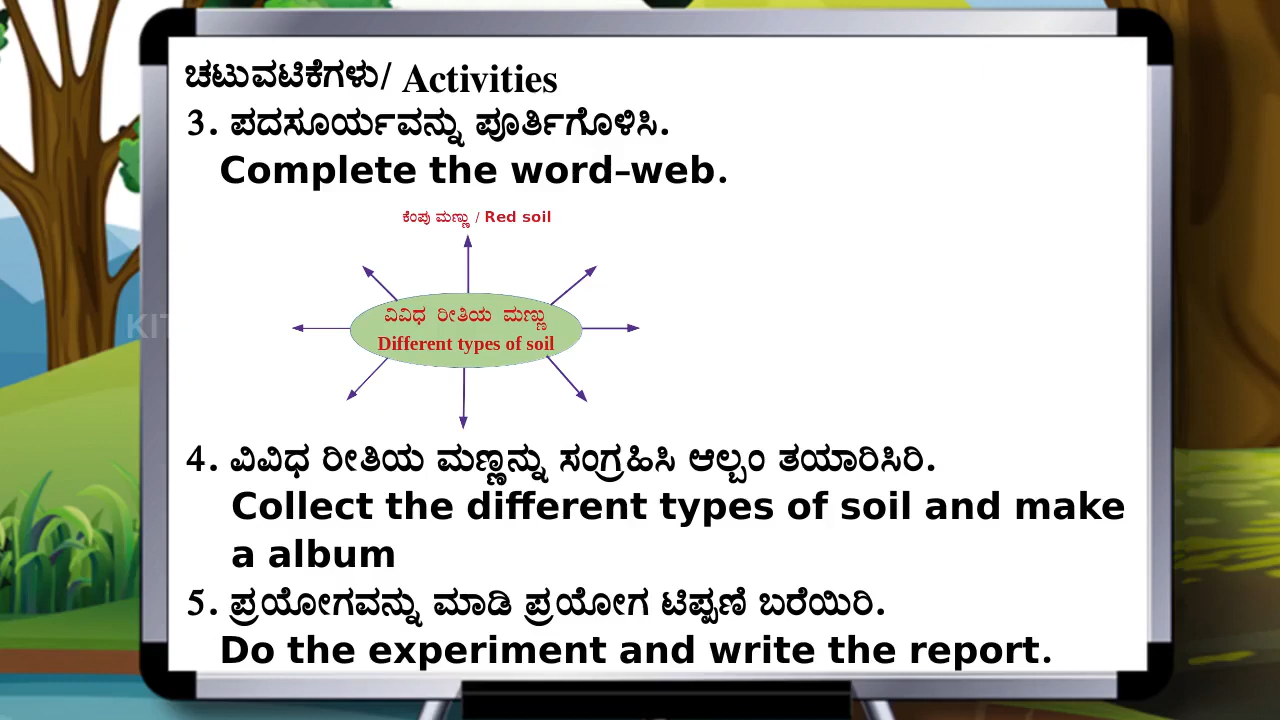 ಚಟುವಟಿಕೆಗಳು/ Activities
3. ಪದಸೂರ್ಯವನ್ನು ಪೂರ್ತಿಗೊಳಿಸಿ.
Complete the word–web.
ಕೆಂಪು ಮಣ್ಣು / Red soil
ವಿವಿಧ ರೀತಿಯ ಮಣ್ಣು
Different types of soil
4. ವಿವಿಧ ರೀತಿಯ ಮಣ್ಣನ್ನು ಸಂಗ್ರಹಿಸಿ ಆಲ್ಬಂ ತಯಾರಿಸಿರಿ.
Collect the different types of soil and make
a album
5. ಪ್ರಯೋಗವನ್ನು ಮಾಡಿ ಪ್ರಯೋಗ ಟಿಪ್ಪಣಿ ಬರೆಯಿರಿ.
Do the experiment and write the report.